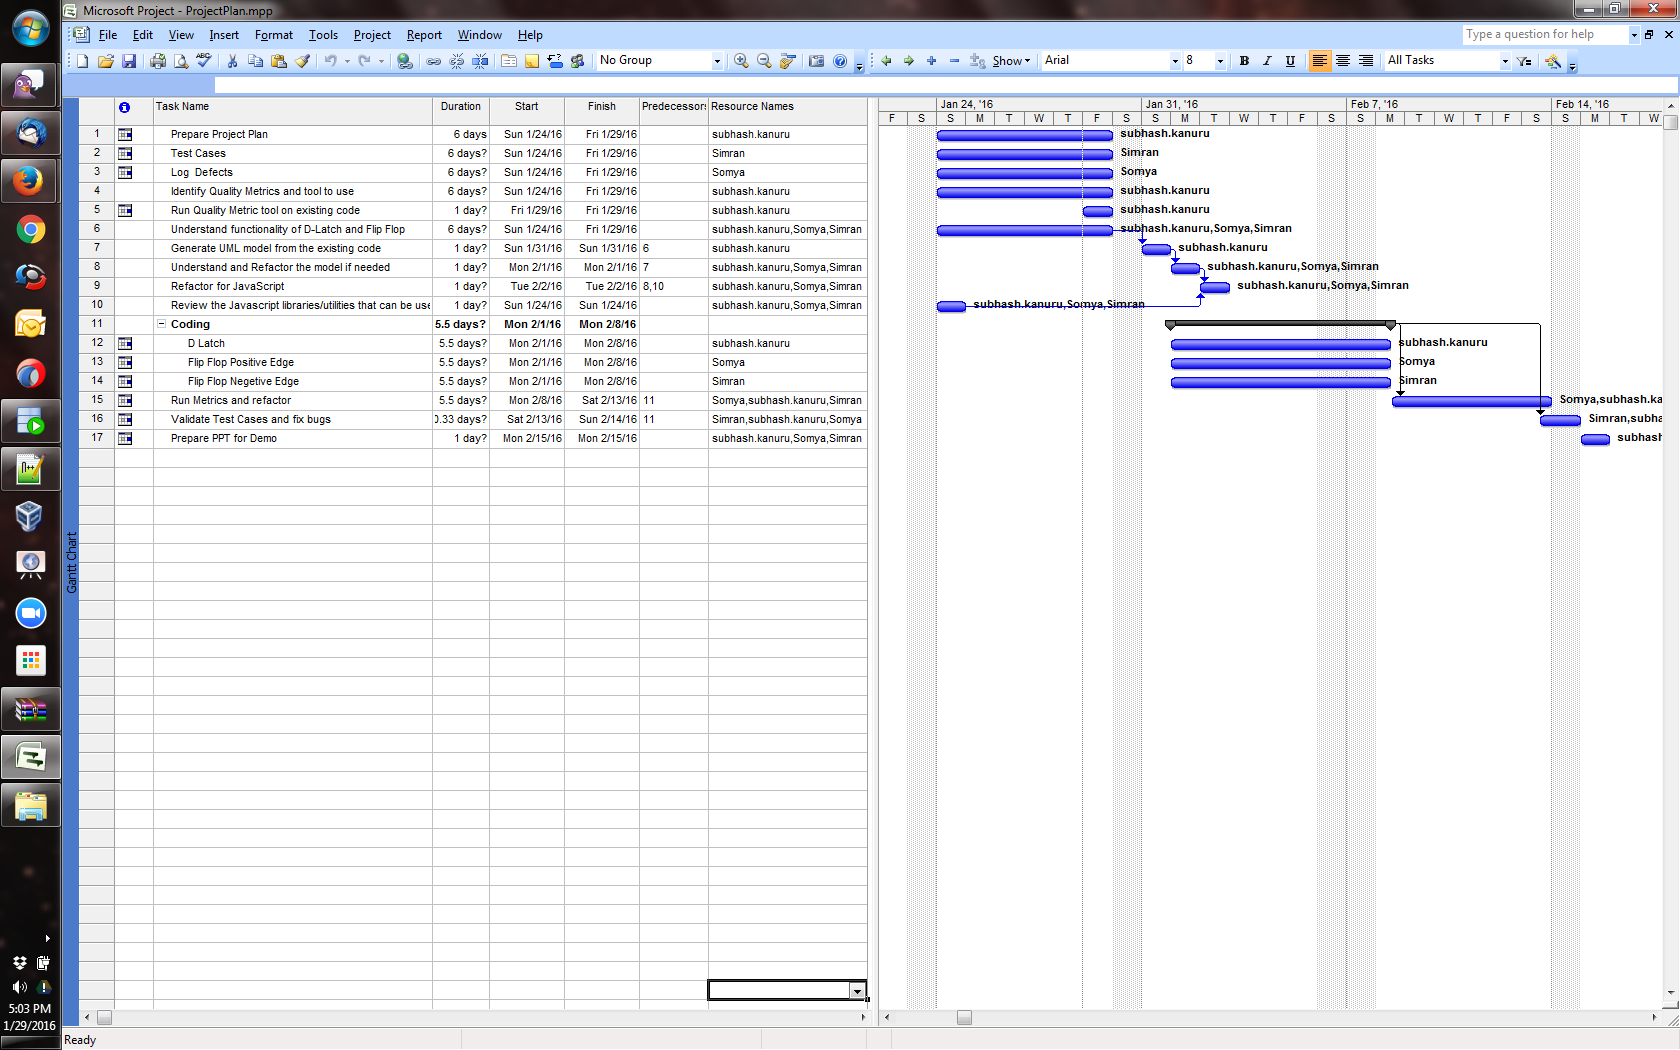 Microsoft Project - ProjectPlan.mpp
File Edit View Insert Format Tools Project Report Window Help Type a question for help
No Group Show Arial 8 B I U All Tasks
Task Name Duration Start Finish Predecessors Resource Names Jan 24, '16 Jan 31, '16 Feb 7, '16 Feb 14, '16
F S S M T W T F S S M T W T F S S M T W T F S S M T W
1 Prepare Project Plan 6 days Sun 1/24/16 Fri 1/29/16 subhash.kanuru subhash.kanuru
2 Test Cases 6 days? Sun 1/24/16 Fri 1/29/16 Simran Simran
3 Log Defects 6 days? Sun 1/24/16 Fri 1/29/16 Somya Somya
4 Identify Quality Metrics and tool to use 6 days? Sun 1/24/16 Fri 1/29/16 subhash.kanuru subhash.kanuru
5 Run Quality Metric tool on existing code 1 day? Fri 1/29/16 Fri 1/29/16 subhash.kanuru subhash.kanuru
6 Understand functionality of D-Latch and Flip Flop 6 days? Sun 1/24/16 Fri 1/29/16 subhash.kanuru,Somya,Simran subhash.kanuru,Somya,Simran
7 Generate UML model from the existing code 1 day? Sun 1/31/16 Sun 1/31/16 6 subhash.kanuru subhash.kanuru
8 Understand and Refactor the model if needed 1 day? Mon 2/1/16 Mon 2/1/16 7 subhash.kanuru,Somya,Simran subhash.kanuru,Somya,Simran
9 Refactor for JavaScript 1 day? Tue 2/2/16 Tue 2/2/16 8,10 subhash.kanuru,Somya,Simran subhash.kanuru,Somya,Simran
10 Review the Javascript libraries/utilities that can be use 1 day? Sun 1/24/16 Sun 1/24/16 subhash.kanuru,Somya,Simran subhash.kanuru,Somya,Simran
11 Coding 5.5 days? Mon 2/1/16 Mon 2/8/16
12 D Latch 5.5 days? Mon 2/1/16 Mon 2/8/16 subhash.kanuru subhash.kanuru
13 Flip Flop Positive Edge 5.5 days? Mon 2/1/16 Mon 2/8/16 Somya Somya
14 Flip Flop Negetive Edge 5.5 days? Mon 2/1/16 Mon 2/8/16 Simran Simran
15 Run Metrics and refactor 5.5 days? Mon 2/8/16 Sat 2/13/16 11 Somya,subhash.kanuru,Simran Somya,subhash.ka
16 Validate Test Cases and fix bugs 0.33 days? Sat 2/13/16 Sun 2/14/16 11 Simran,subhash.kanuru,Somya Simran,subha
17 Prepare PPT for Demo 1 day? Mon 2/15/16 Mon 2/15/16 subhash.kanuru,Somya,Simran subhash
Gantt Chart
5:03 PM
1/29/2016
Ready